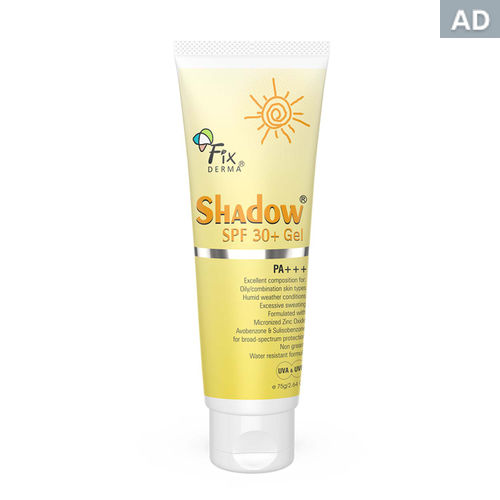 AD
Fix
DERMA®
Shadow®
SPF 30+ Gel
PA+++
Excellent composition for
Oily/combination skin types
Humid weather conditions
Excessive sweating
Formulated with
Micronized Zinc Oxide
Avobenzone & Sulisobenzone
for broad-spectrum protection
Non greasy
Water resistant formula
UVA & UVB
e 75g/2.64